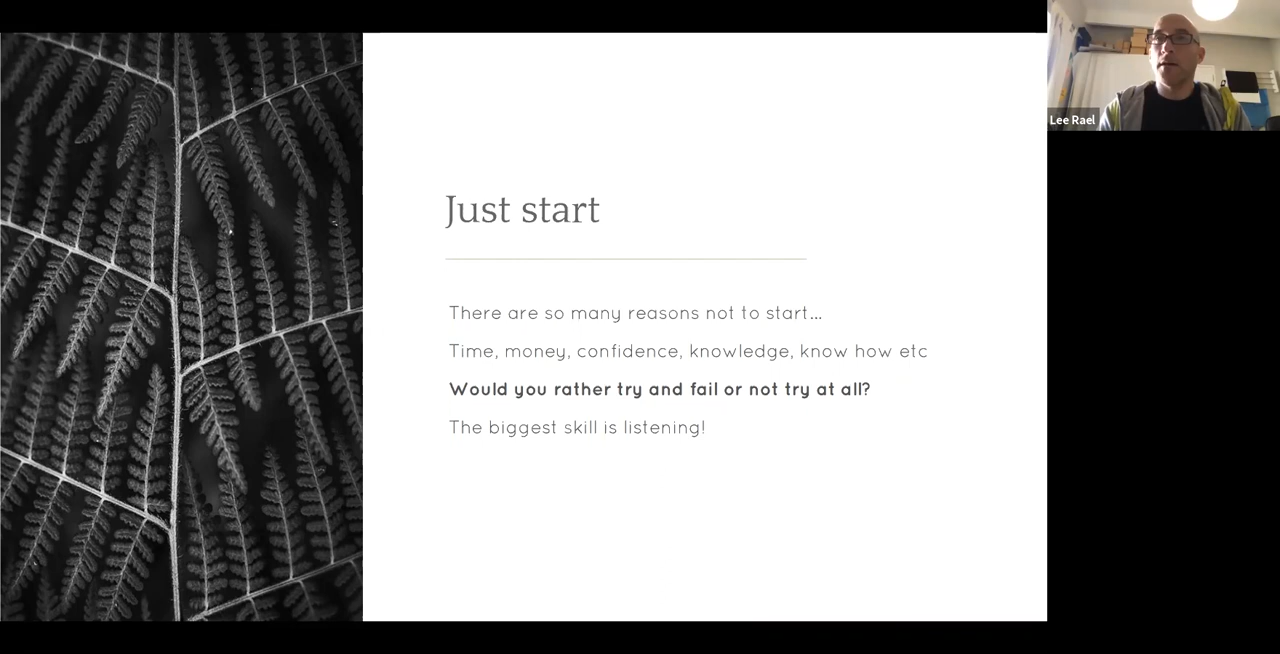 Just start
There are so many reasons not to start...
Time, money, confidence, knowledge, know how etc
Would you rather try and fail or not try at all?
The biggest skill is listening!
Lee Rael